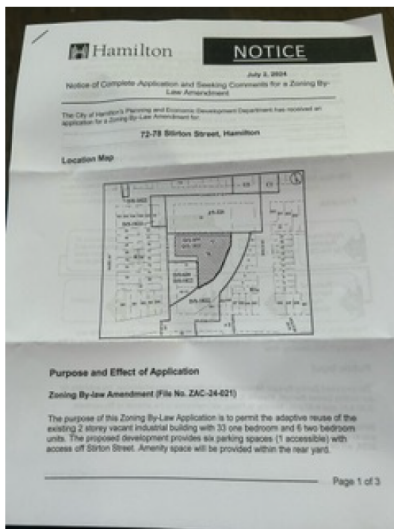 Hamilton
NOTICE
July 2, 2024
Notice of Complete Application and Seeking Comments for a Zoning By-
Law Amendment
The City of Hamilton's Planning and Economic Development Department has received an
application for a Zoning By-Law Amendment for:
72-78 Stirton Street, Hamilton
Location Map
Purpose and Effect of Application
Zoning By-law Amendment (File No. ZAC-24-021)
The purpose of this Zoning By-Law Application is to permit the adaptive reuse of the
existing 2 storey vacant industrial building with 33 one bedroom and 6 two bedroom
units. The proposed development provides six parking spaces (1 accessible) with
access off Stirton Street. Amenity space will be provided within the rear yard.
Page 1 of 3